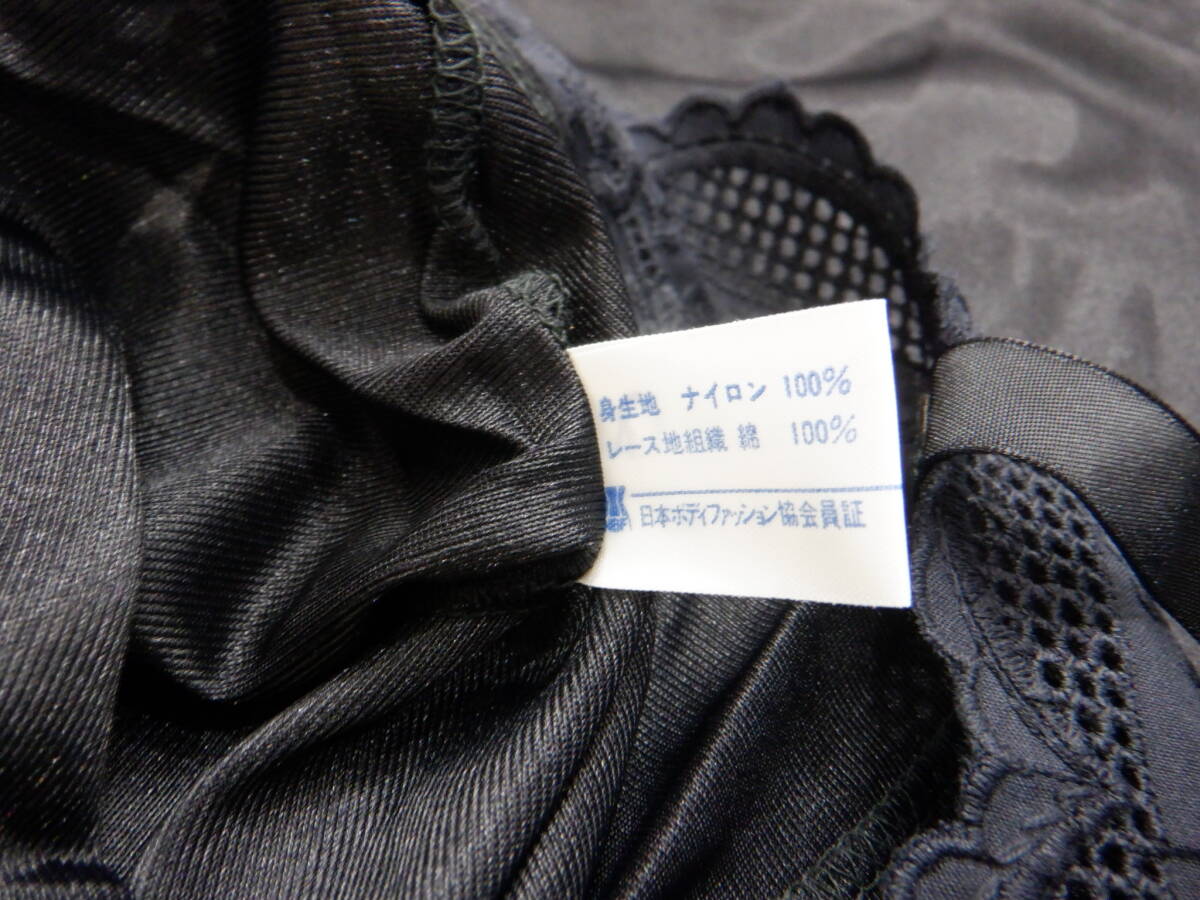 身生地 ナイロン 100%
レース地組織 綿 100%
NBF 日本ボディファッション協会員証